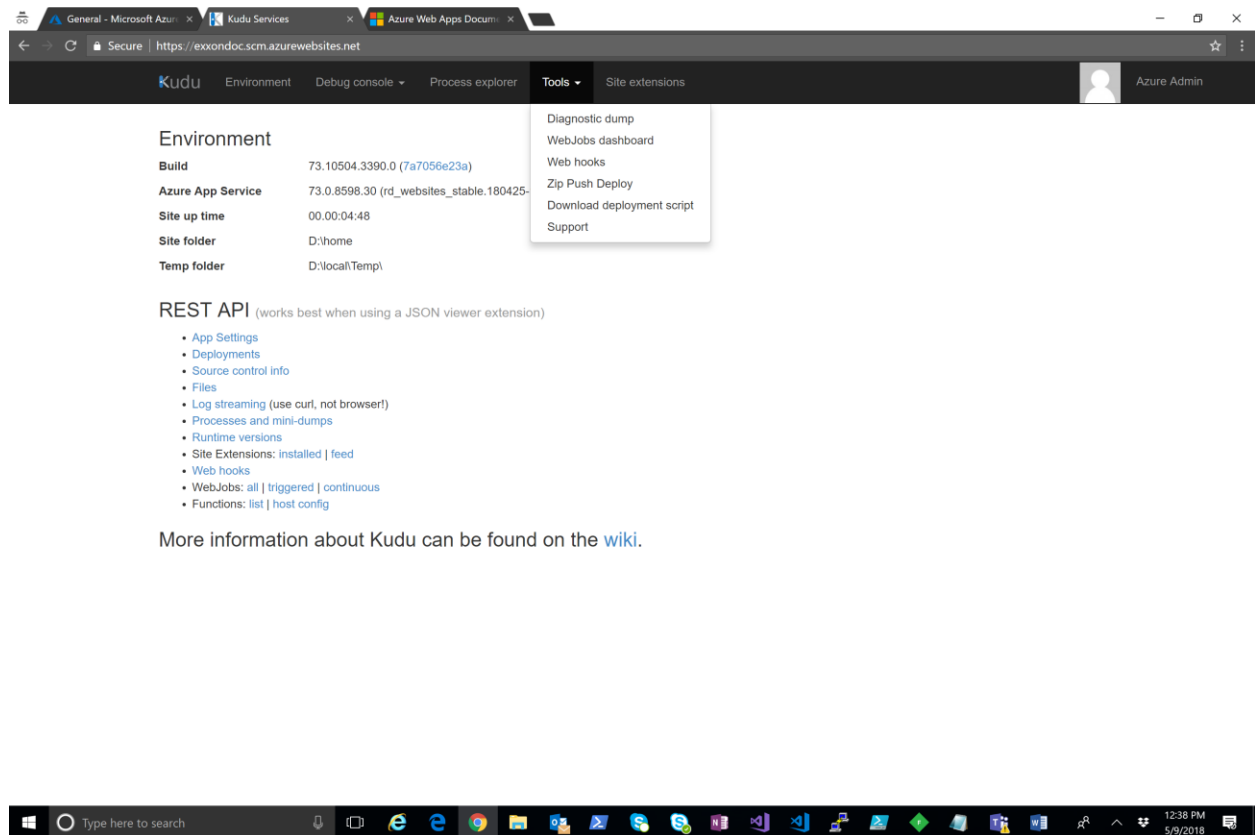 General - Microsoft Azur
Kudu Services
Azure Web Apps Docum
Secure
https://exxondoc.scm.azurewebsites.net
Kudu
Environment
Debug console
Process explorer
Tools
Site extensions
Azure Admin
Diagnostic dump
WebJobs dashboard
Web hooks
Zip Push Deploy
Download deployment script
Support
Environment
Build 73.10504.3390.0 (7a7056e23a)
Azure App Service 73.0.8598.30 (rd_websites_stable.180425-
Site up time 00.00:04:48
Site folder D:\home
Temp folder D:\local\Temp\
REST API (works best when using a JSON viewer extension)
• App Settings
• Deployments
• Source control info
• Files
• Log streaming (use curl, not browser!)
• Processes and mini-dumps
• Runtime versions
• Site Extensions: installed | feed
• Web hooks
• WebJobs: all | triggered | continuous
• Functions: list | host config
More information about Kudu can be found on the wiki.
Type here to search
12:38 PM
5/9/2018